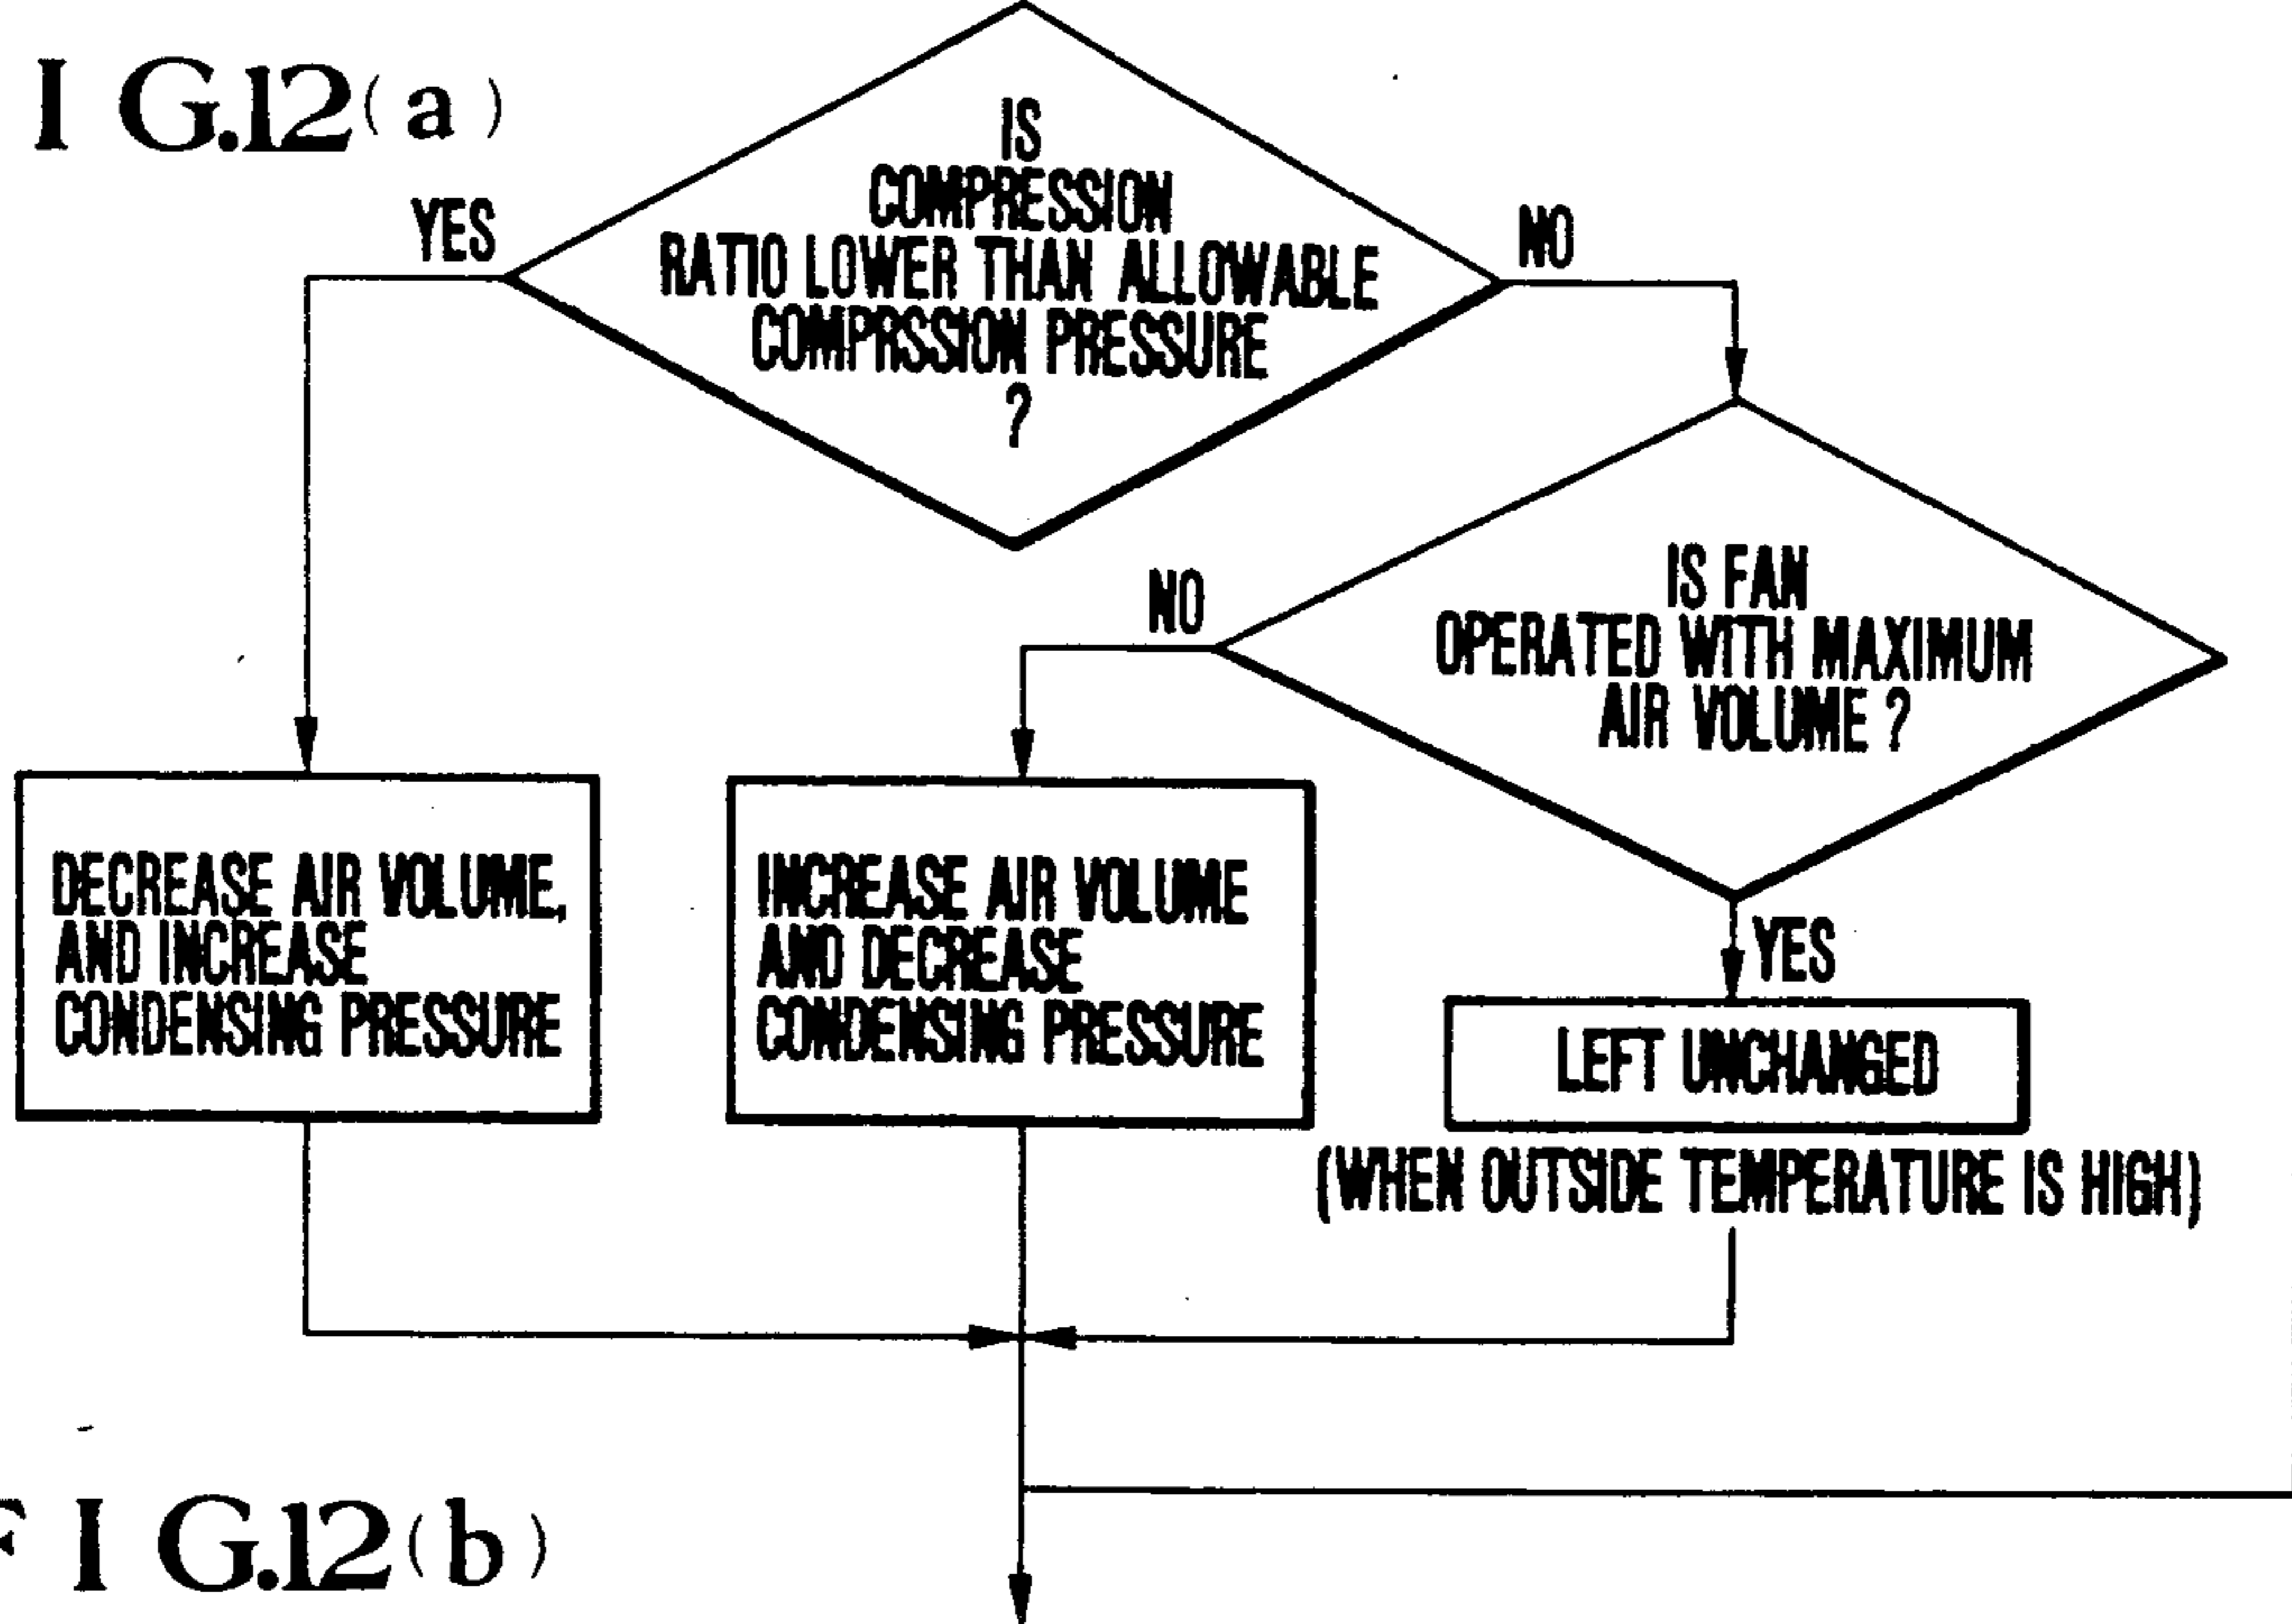 I G.12(a)
IS
COMPRESSION
RATIO LOWER THAN ALLOWABLE
COMPRSSION PRESSURE
?
YES
NO
IS FAN
OPERATED WITH MAXIMUM
AIR VOLUME ?
NO
YES
DECREASE AIR VOLUME,
AND INCREASE
CONDENSING PRESSURE
INCREASE AIR VOLUME
AND DECREASE
CONDENSING PRESSURE
LEFT UNCHANGED
(WHEN OUTSIDE TEMPERATURE IS HIGH)
F I G.12(b)